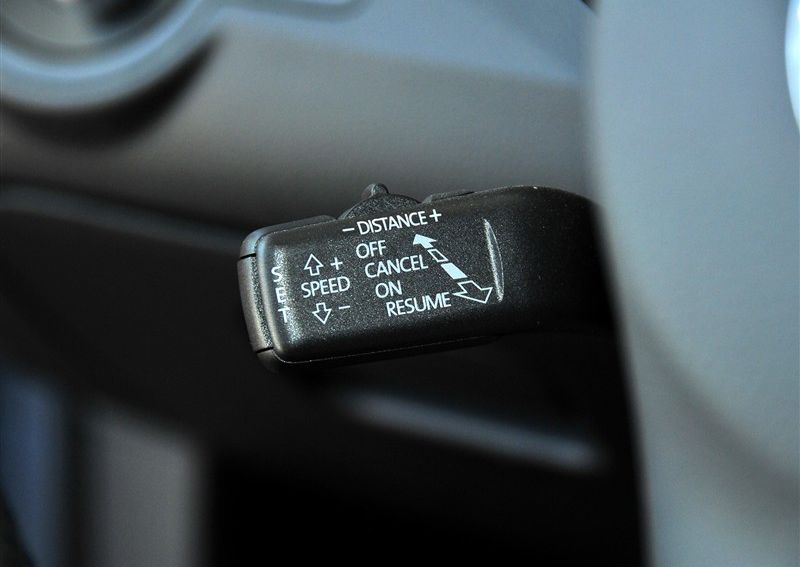 − DISTANCE +
OFF
CANCEL
ON
RESUME
+
SPEED
−
SET